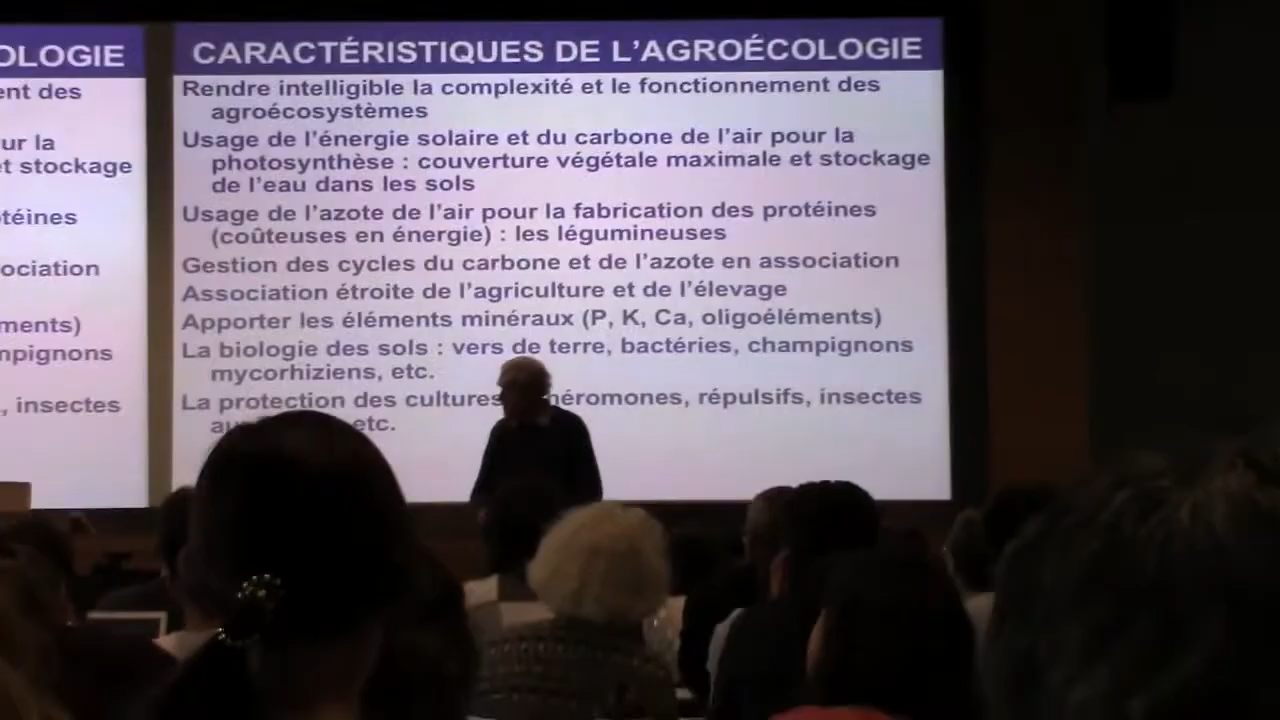 OLOGIE
ent des
ur la
et stockage
téines
ociation
ments)
mpignons
, insectes
CARACTÉRISTIQUES DE L'AGROÉCOLOGIE
Rendre intelligible la complexité et le fonctionnement des
agroécosystèmes
Usage de l'énergie solaire et du carbone de l'air pour la
photosynthèse : couverture végétale maximale et stockage
de l'eau dans les sols
Usage de l'azote de l'air pour la fabrication des protéines
(coûteuses en énergie) : les légumineuses
Gestion des cycles du carbone et de l'azote en association
Association étroite de l'agriculture et de l'élevage
Apporter les éléments minéraux (P, K, Ca, oligoéléments)
La biologie des sols : vers de terre, bactéries, champignons
mycorhiziens, etc.
La protection des cultures héromones, répulsifs, insectes
etc.